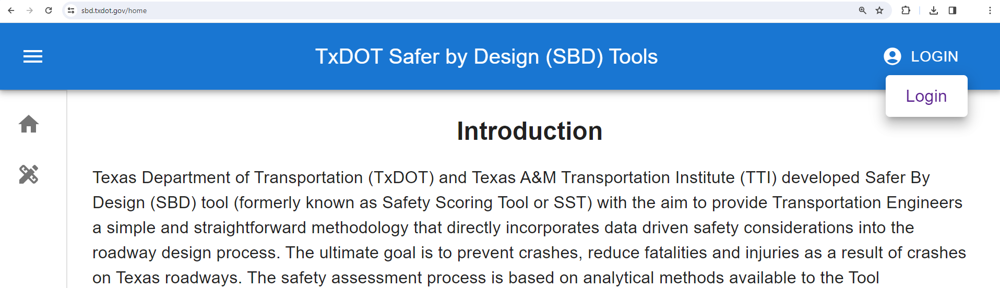 sbd.txdot.gov/home
TxDOT Safer by Design (SBD) Tools
LOGIN
Login
Introduction
Texas Department of Transportation (TxDOT) and Texas A&M Transportation Institute (TTI) developed Safer By
Design (SBD) tool (formerly known as Safety Scoring Tool or SST) with the aim to provide Transportation Engineers
a simple and straightforward methodology that directly incorporates data driven safety considerations into the
roadway design process. The ultimate goal is to prevent crashes, reduce fatalities and injuries as a result of crashes
on Texas roadways. The safety assessment process is based on analytical methods available to the Tool